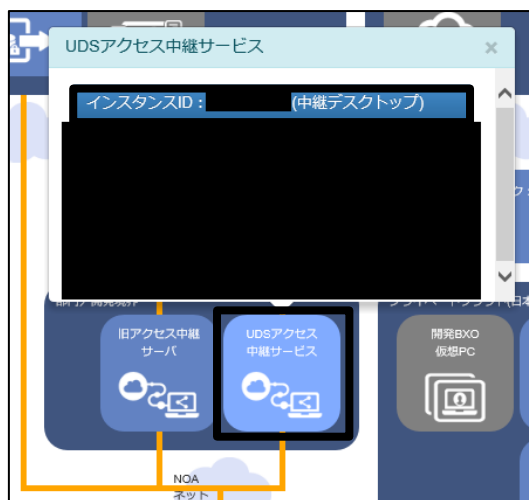 UDSアクセス中継サービス ×
インスタンスID： (中継デスクトップ)
旧アクセス中継
サーバ
UDSアクセス
中継サービス
開発BXO
仮想PC
NOA
ネット